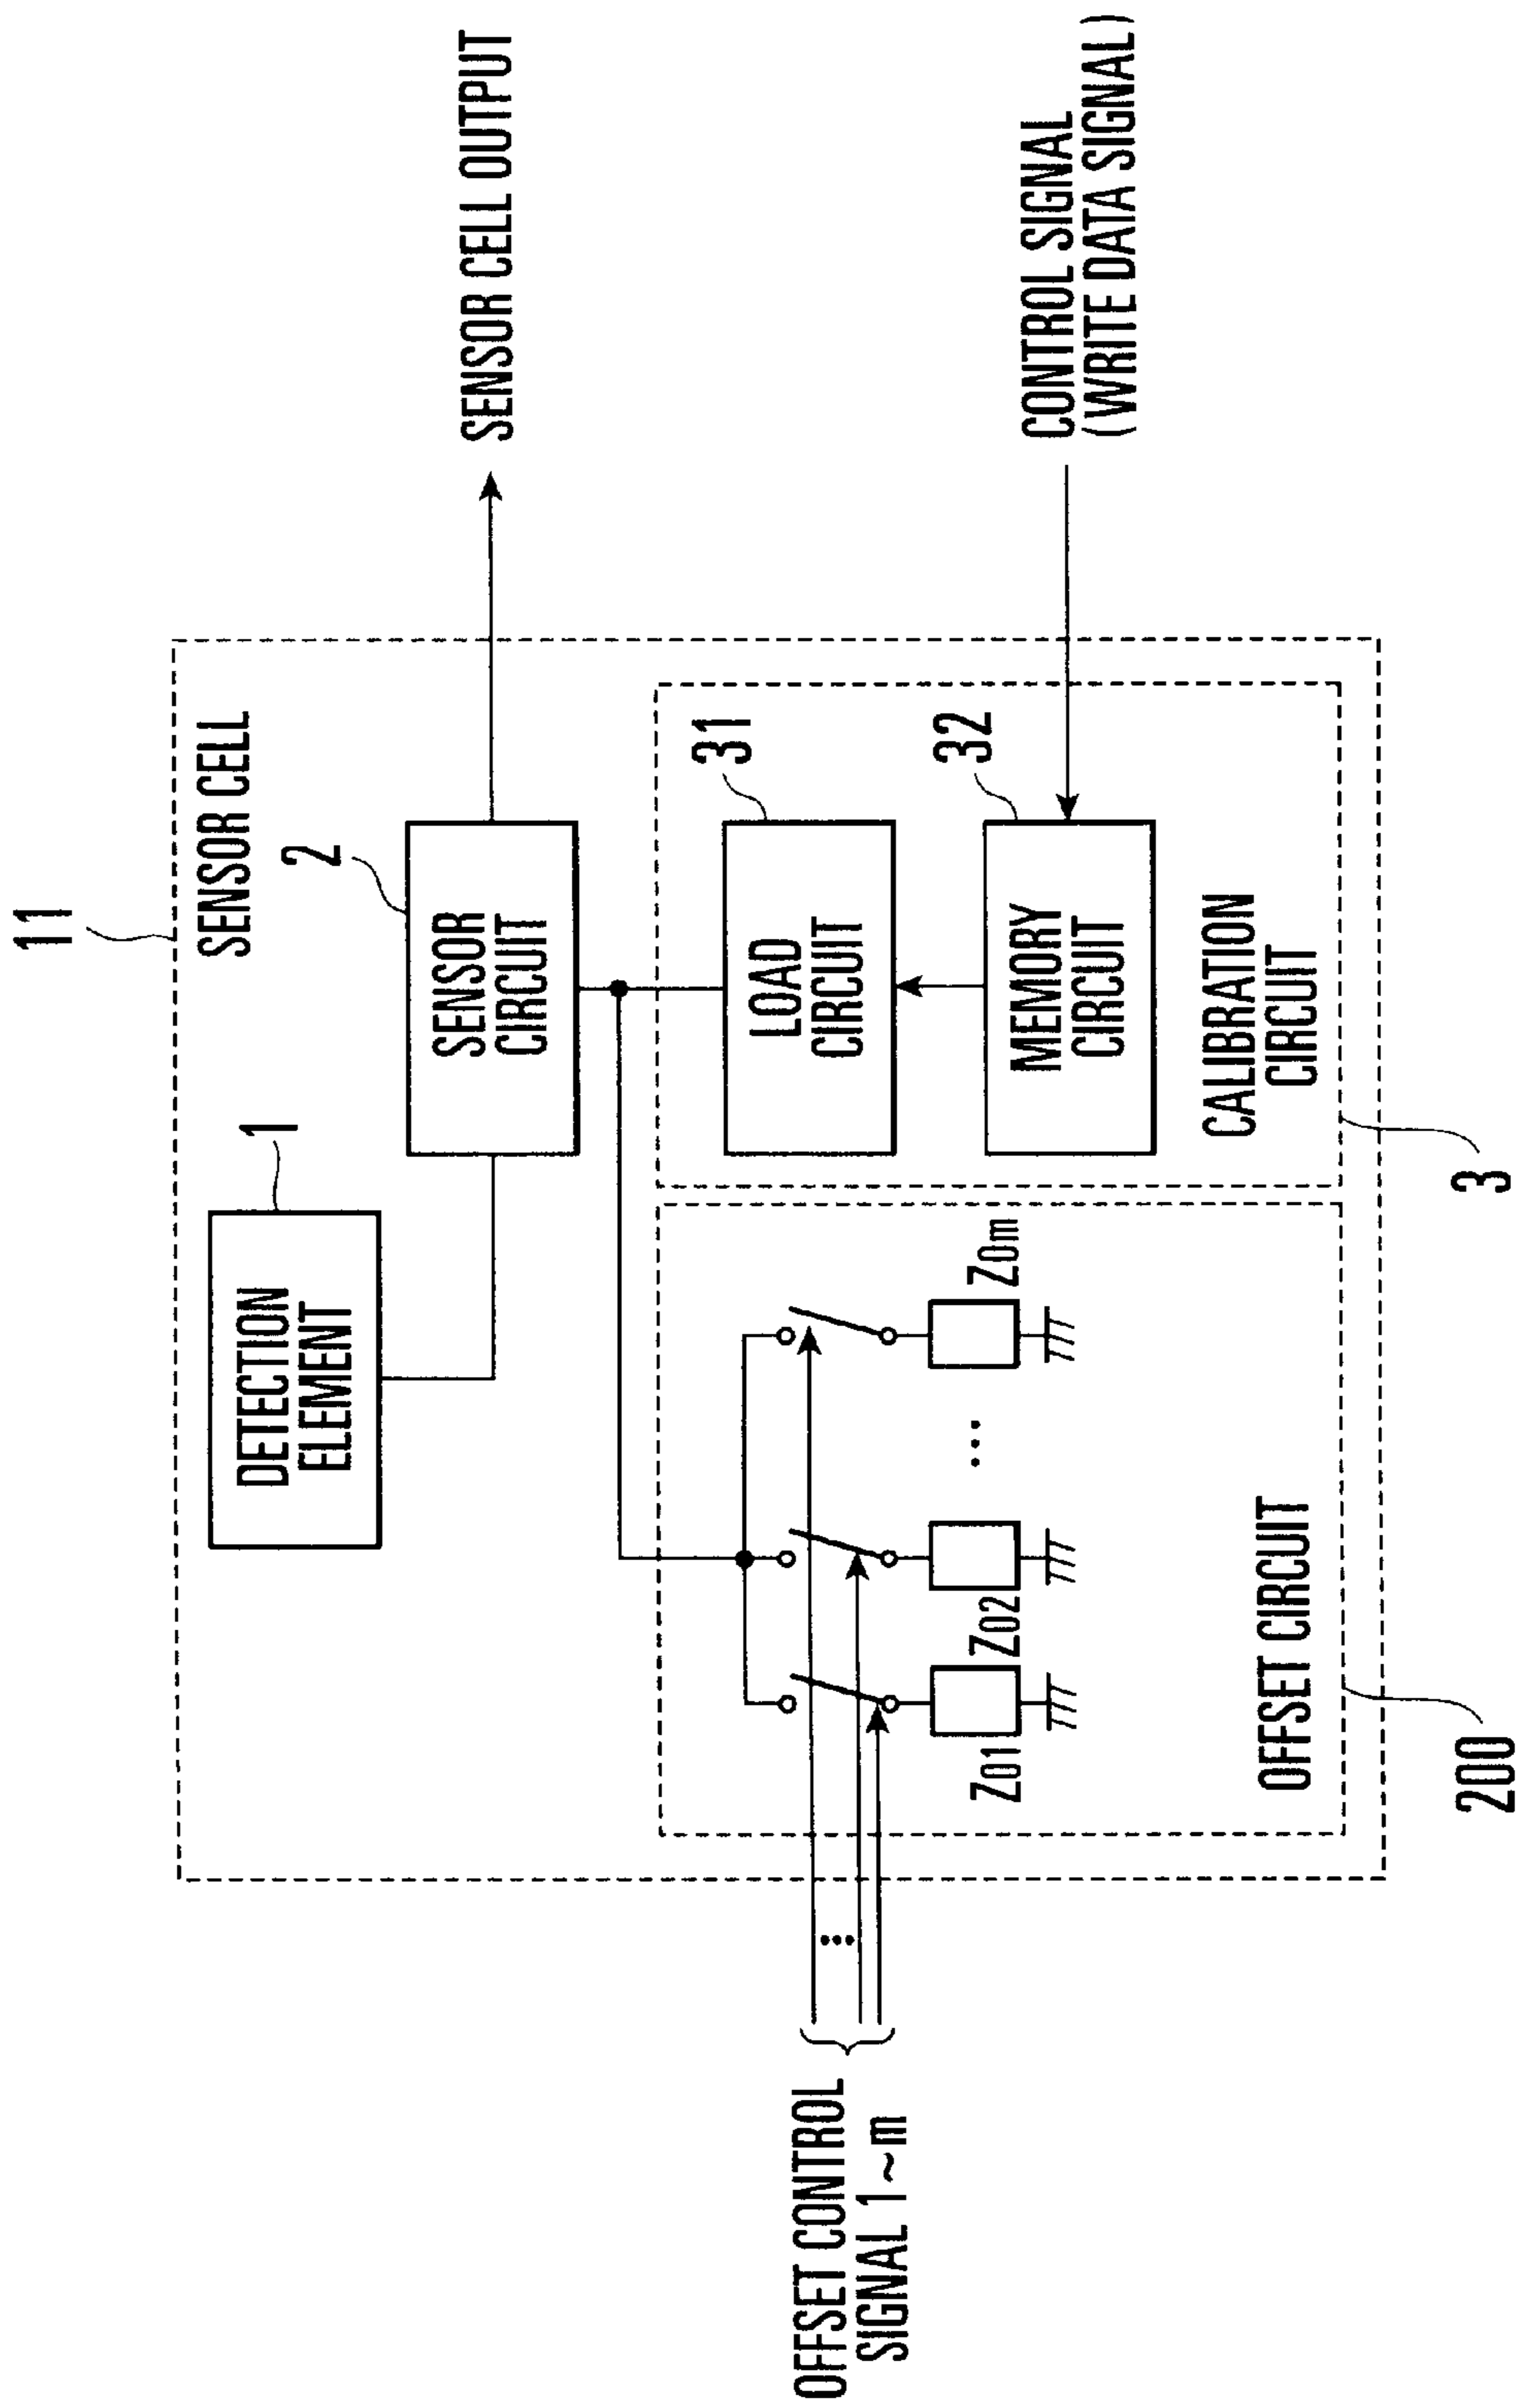 11
SENSOR CELL
1
DETECTION
ELEMENT
2
SENSOR
CIRCUIT
SENSOR CELL OUTPUT
31
LOAD
CIRCUIT
32
MEMORY
CIRCUIT
CALIBRATION
CIRCUIT
3
CONTROL SIGNAL
(WRITE DATA SIGNAL)
OFFSET CONTROL
SIGNAL 1~m
...
Z01
Z02
...
Z0m
OFFSET CIRCUIT
200